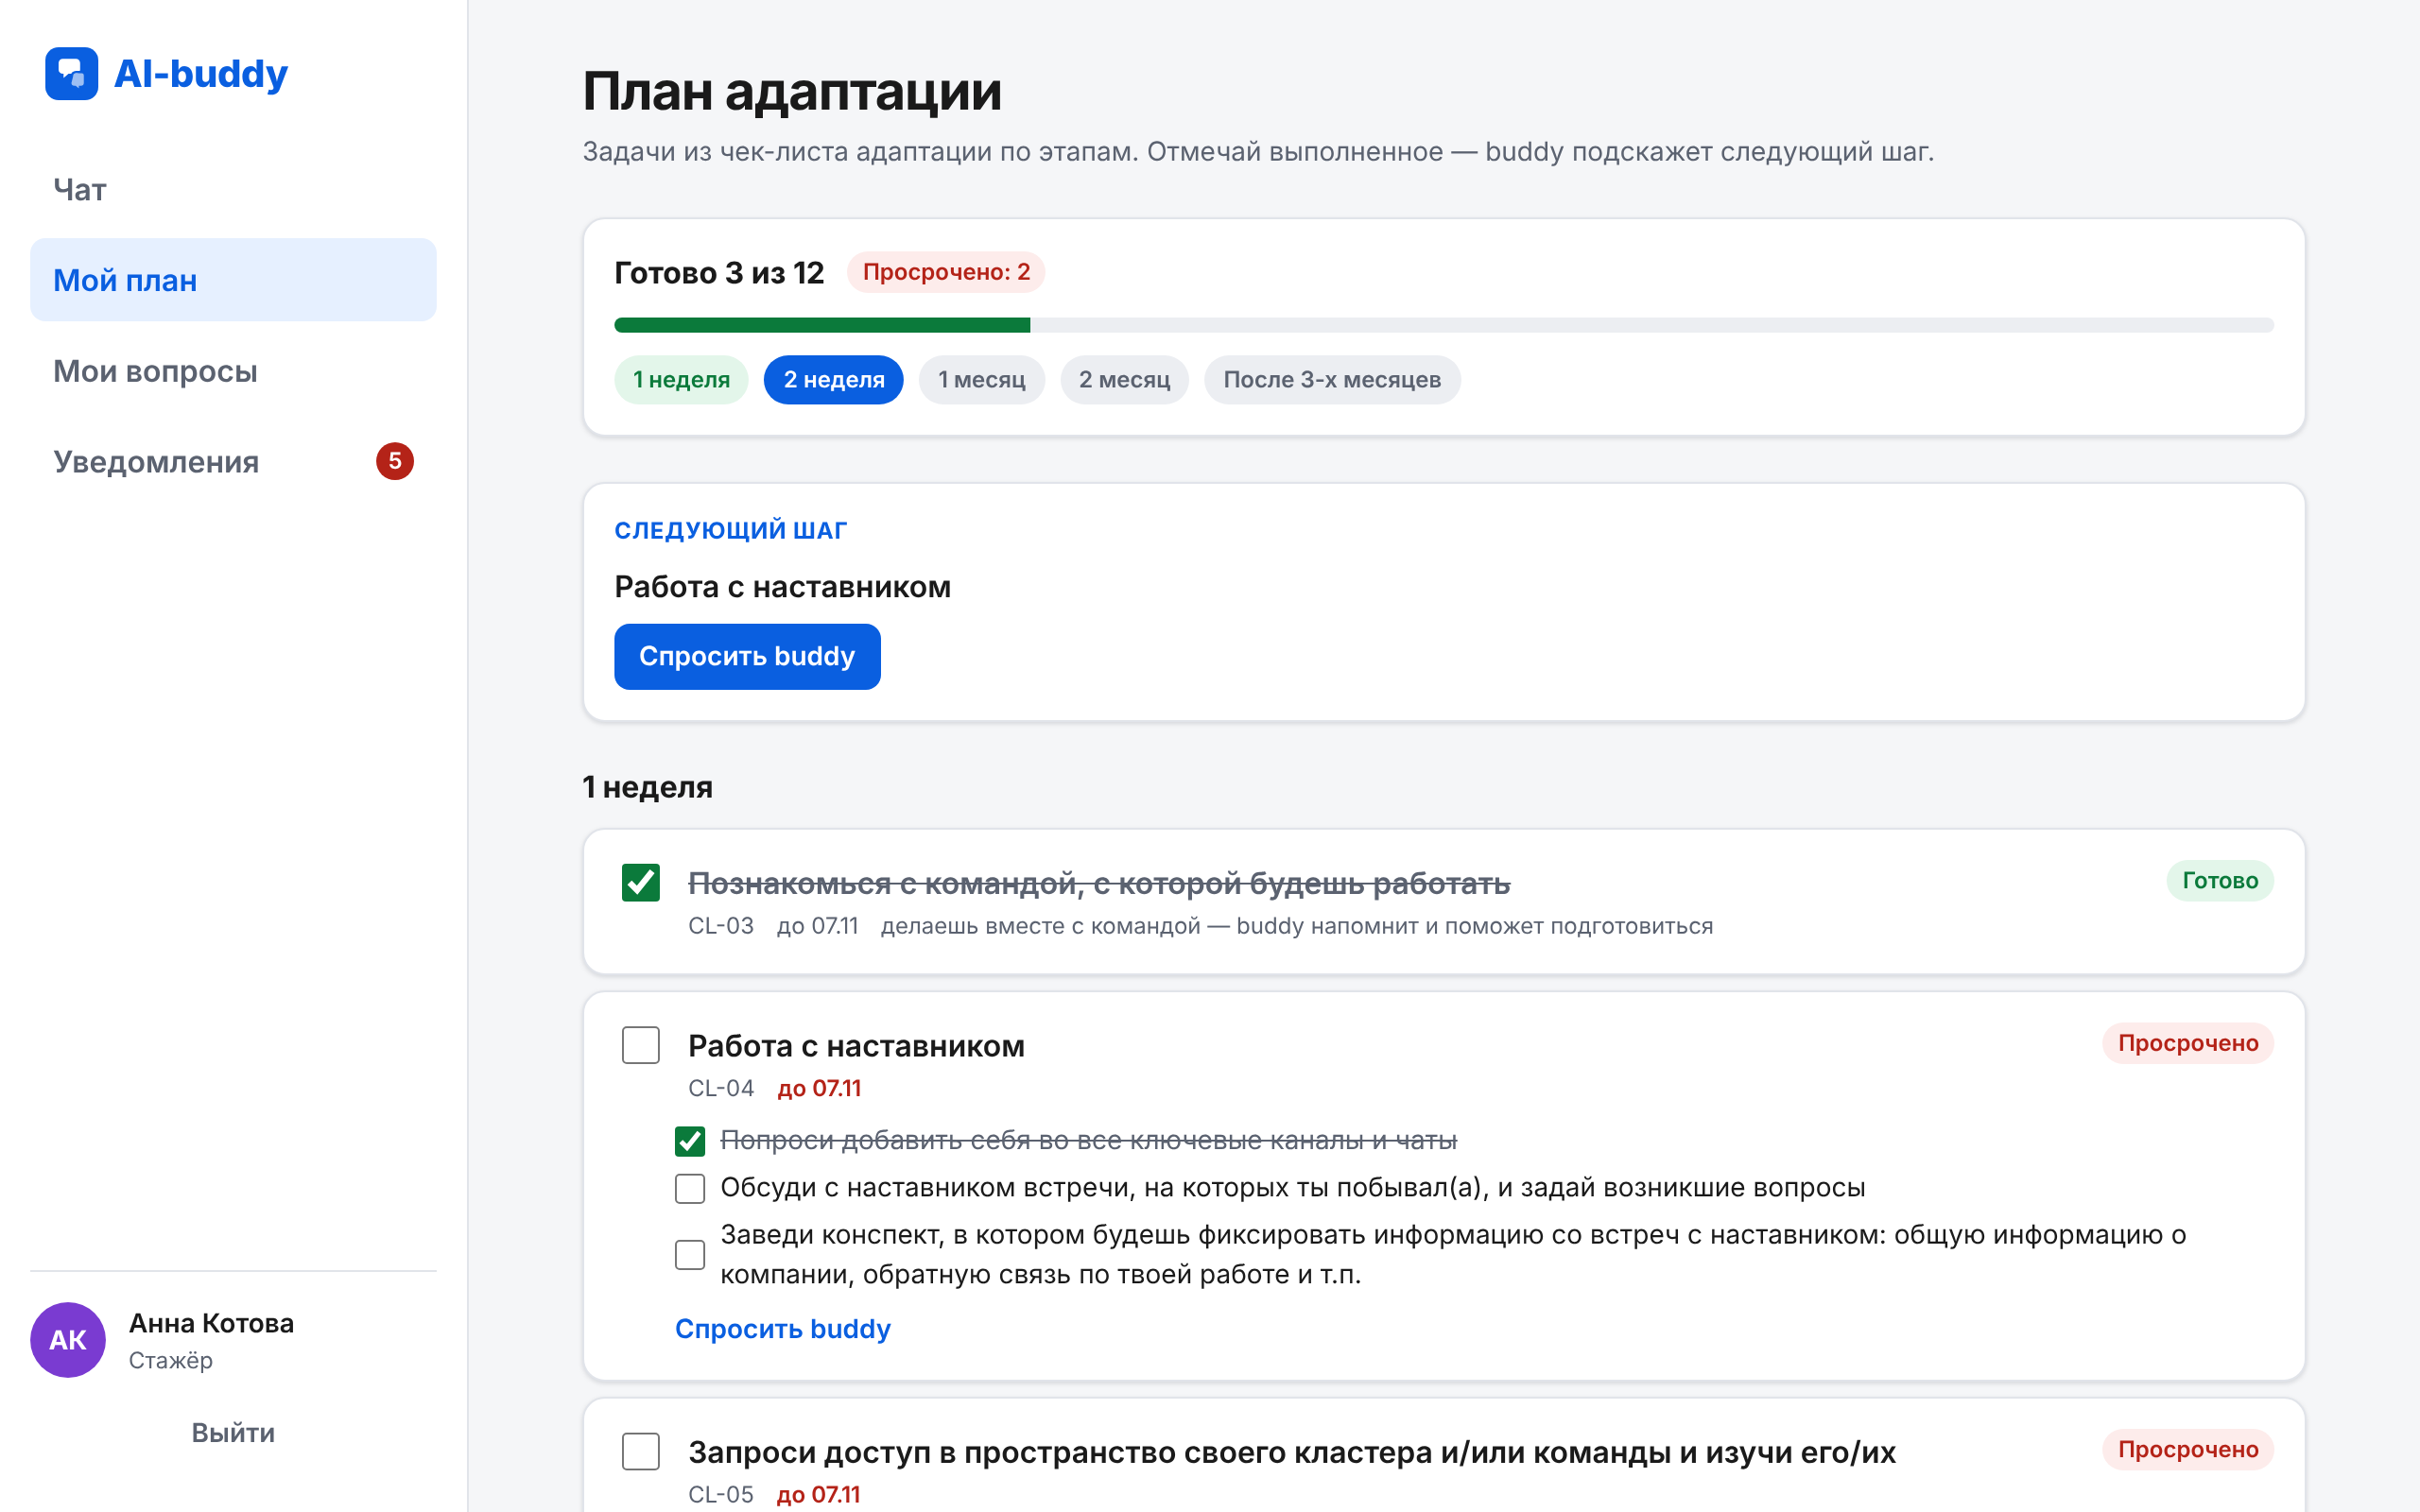 AI-buddy
Чат
Мой план
Мои вопросы
Уведомления 5
АК
Анна Котова
Стажёр
Выйти
План адаптации
Задачи из чек-листа адаптации по этапам. Отмечай выполненное — buddy подскажет следующий шаг.
Готово 3 из 12 Просрочено: 2
1 неделя 2 неделя 1 месяц 2 месяц После 3-х месяцев
СЛЕДУЮЩИЙ ШАГ
Работа с наставником
Спросить buddy
1 неделя
Познакомься с командой, с которой будешь работать Готово
CL-03 до 07.11 делаешь вместе с командой — buddy напомнит и поможет подготовиться
Работа с наставником Просрочено
CL-04 до 07.11
Попроси добавить себя во все ключевые каналы и чаты
Обсуди с наставником встречи, на которых ты побывал(а), и задай возникшие вопросы
Заведи конспект, в котором будешь фиксировать информацию со встреч с наставником: общую информацию о
компании, обратную связь по твоей работе и т.п.
Спросить buddy
Запроси доступ в пространство своего кластера и/или команды и изучи его/их Просрочено
CL-05 до 07.11